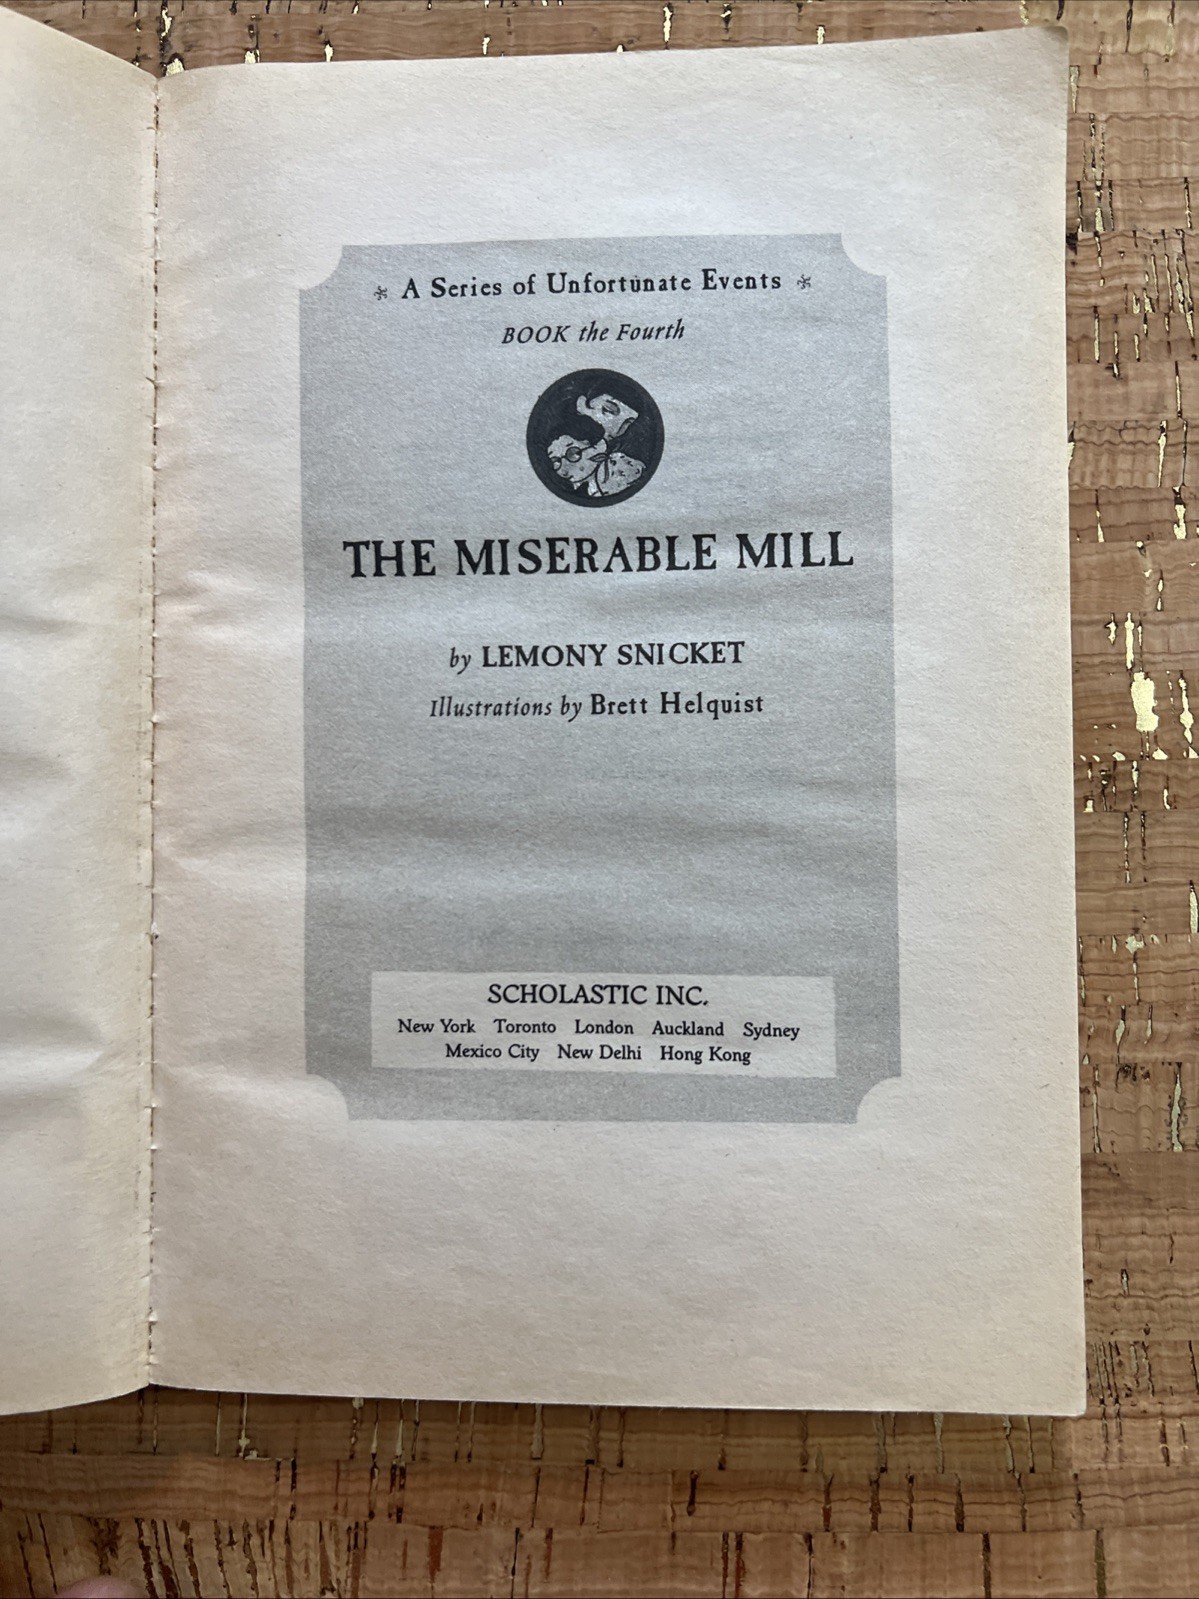 A Series of Unfortunate Events
BOOK the Fourth
THE MISERABLE MILL
by LEMONY SNICKET
Illustrations by Brett Helquist
SCHOLASTIC INC.
New York Toronto London Auckland Sydney
Mexico City New Delhi Hong Kong